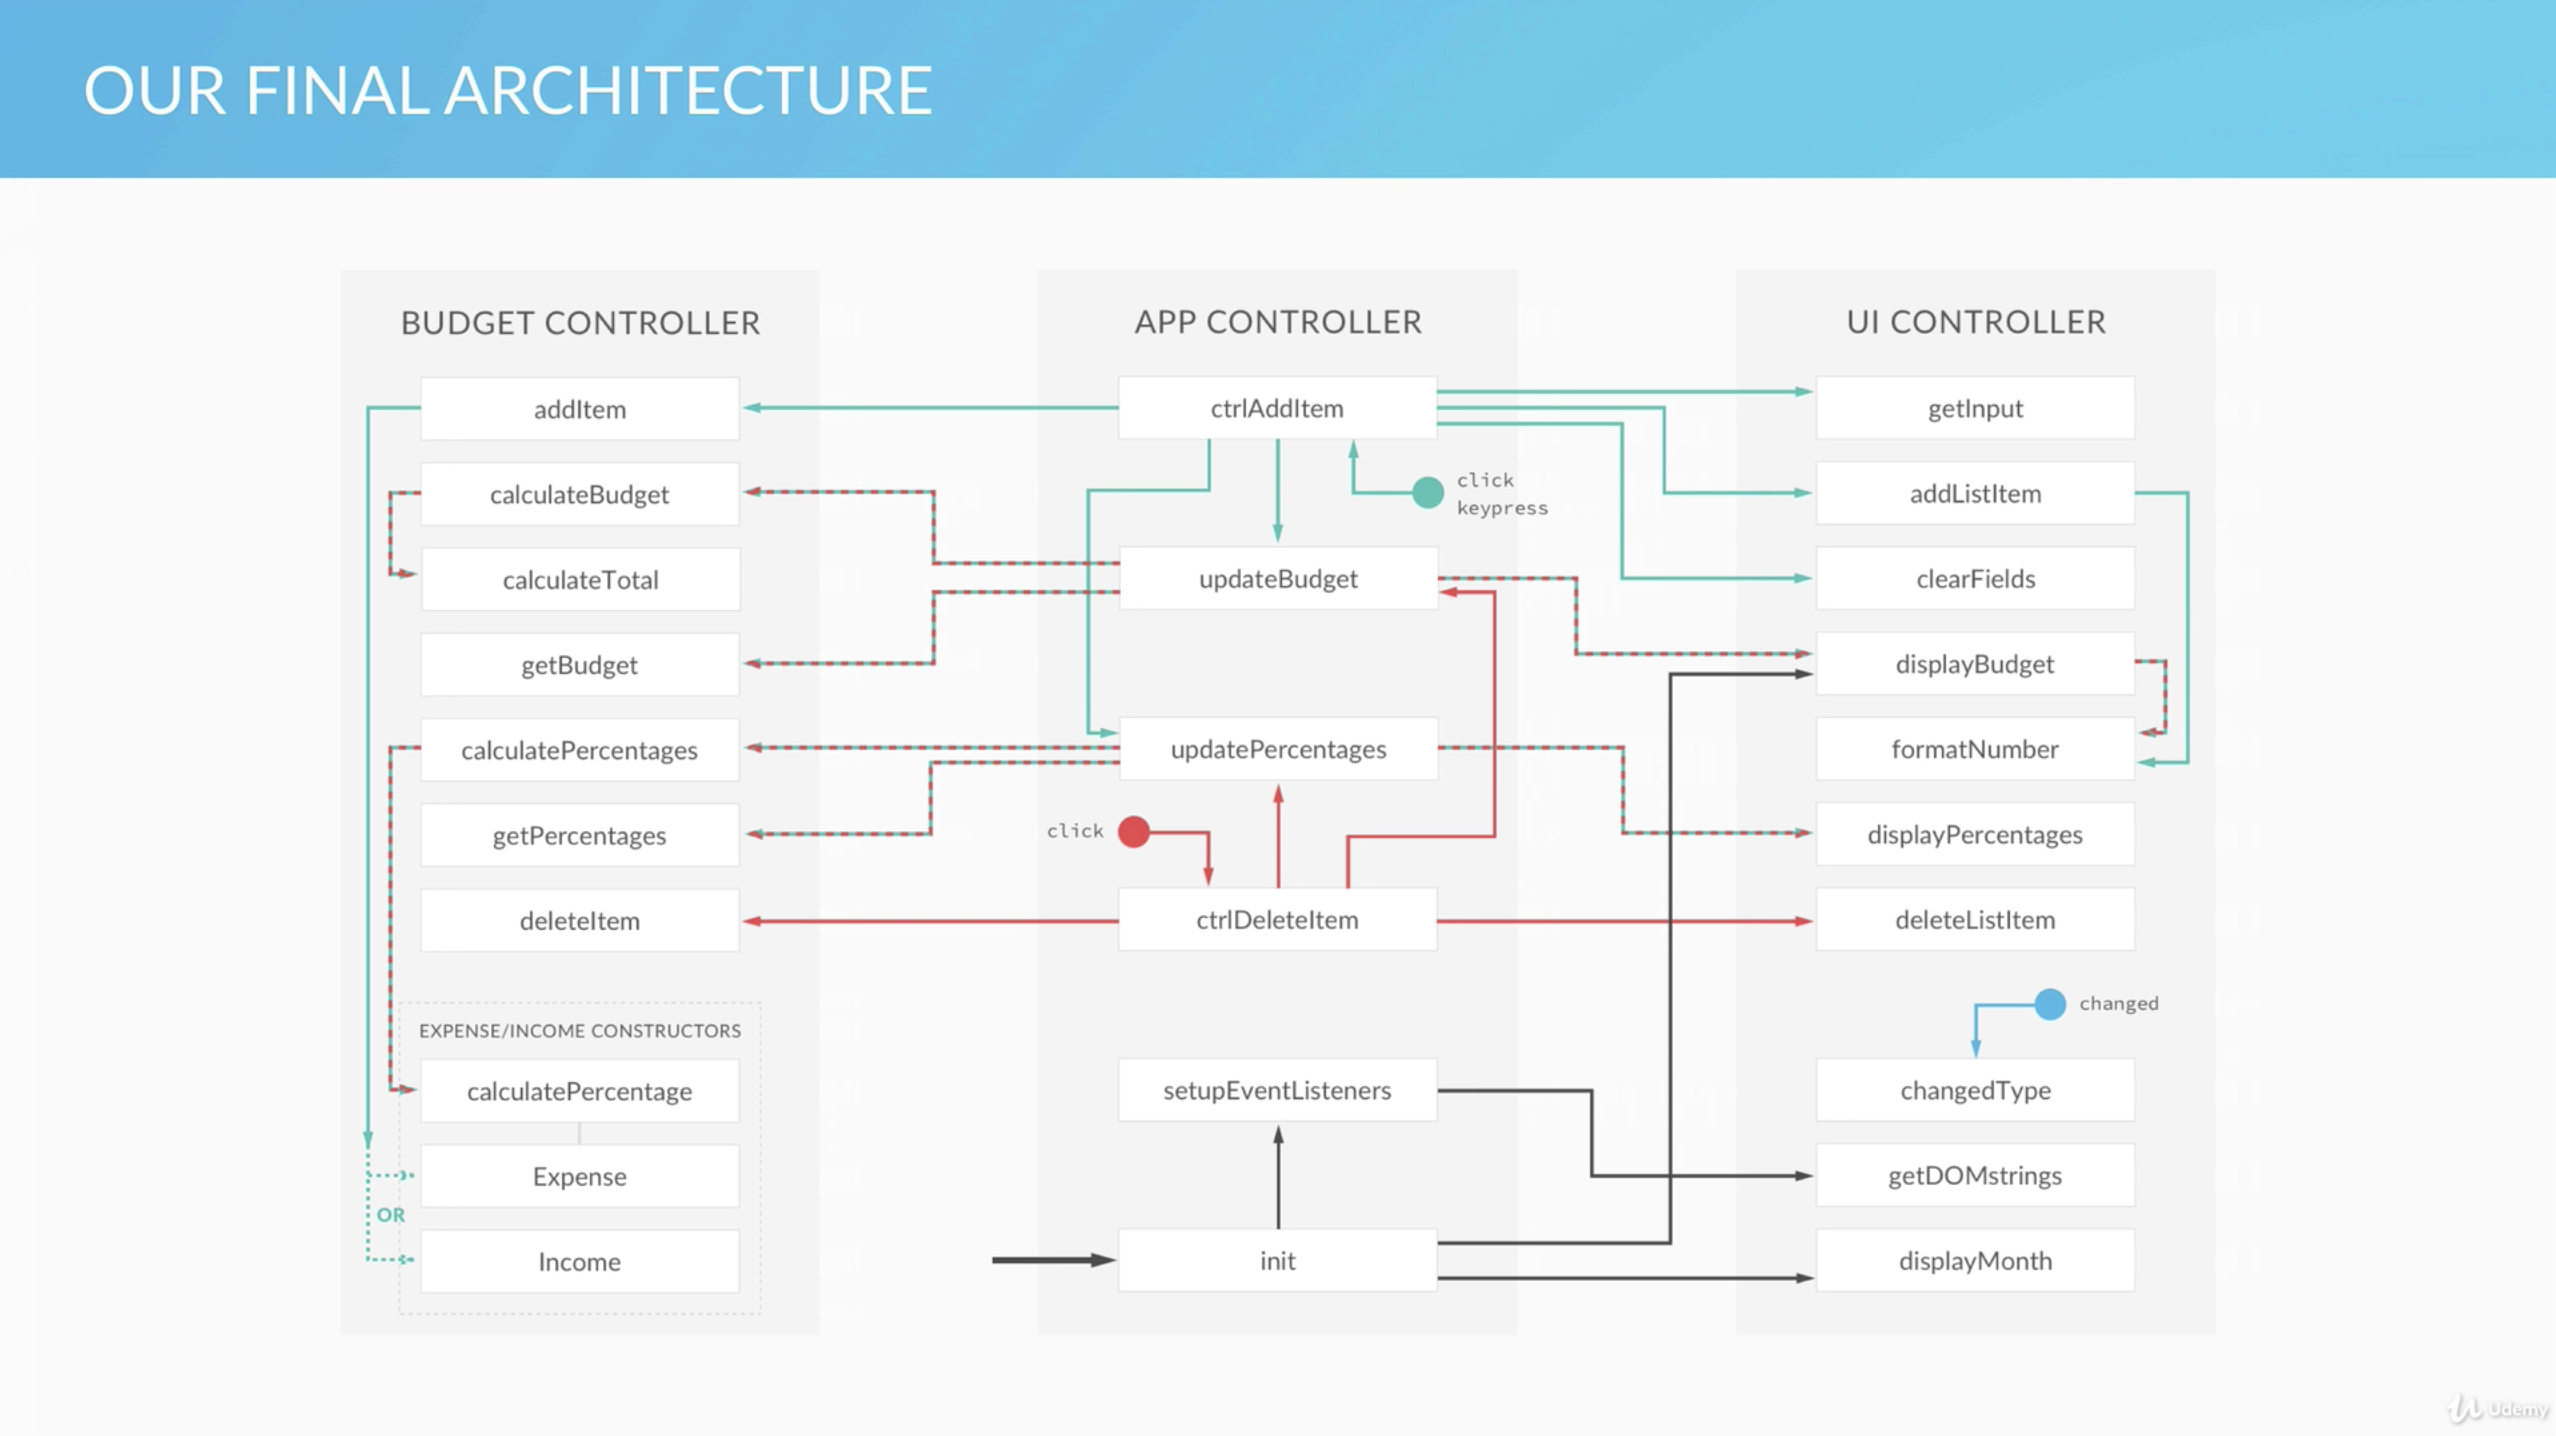 OUR FINAL ARCHITECTURE
BUDGET CONTROLLER
addItem
calculateBudget
calculateTotal
getBudget
calculatePercentages
getPercentages
deleteItem
EXPENSE/INCOME CONSTRUCTORS
calculatePercentage
Expense
OR
Income
APP CONTROLLER
ctrlAddItem
click
keypress
updateBudget
updatePercentages
click
ctrlDeleteItem
setupEventListeners
init
UI CONTROLLER
getInput
addListItem
clearFields
displayBudget
formatNumber
displayPercentages
deleteListItem
changed
changedType
getDOMstrings
displayMonth
Udemy